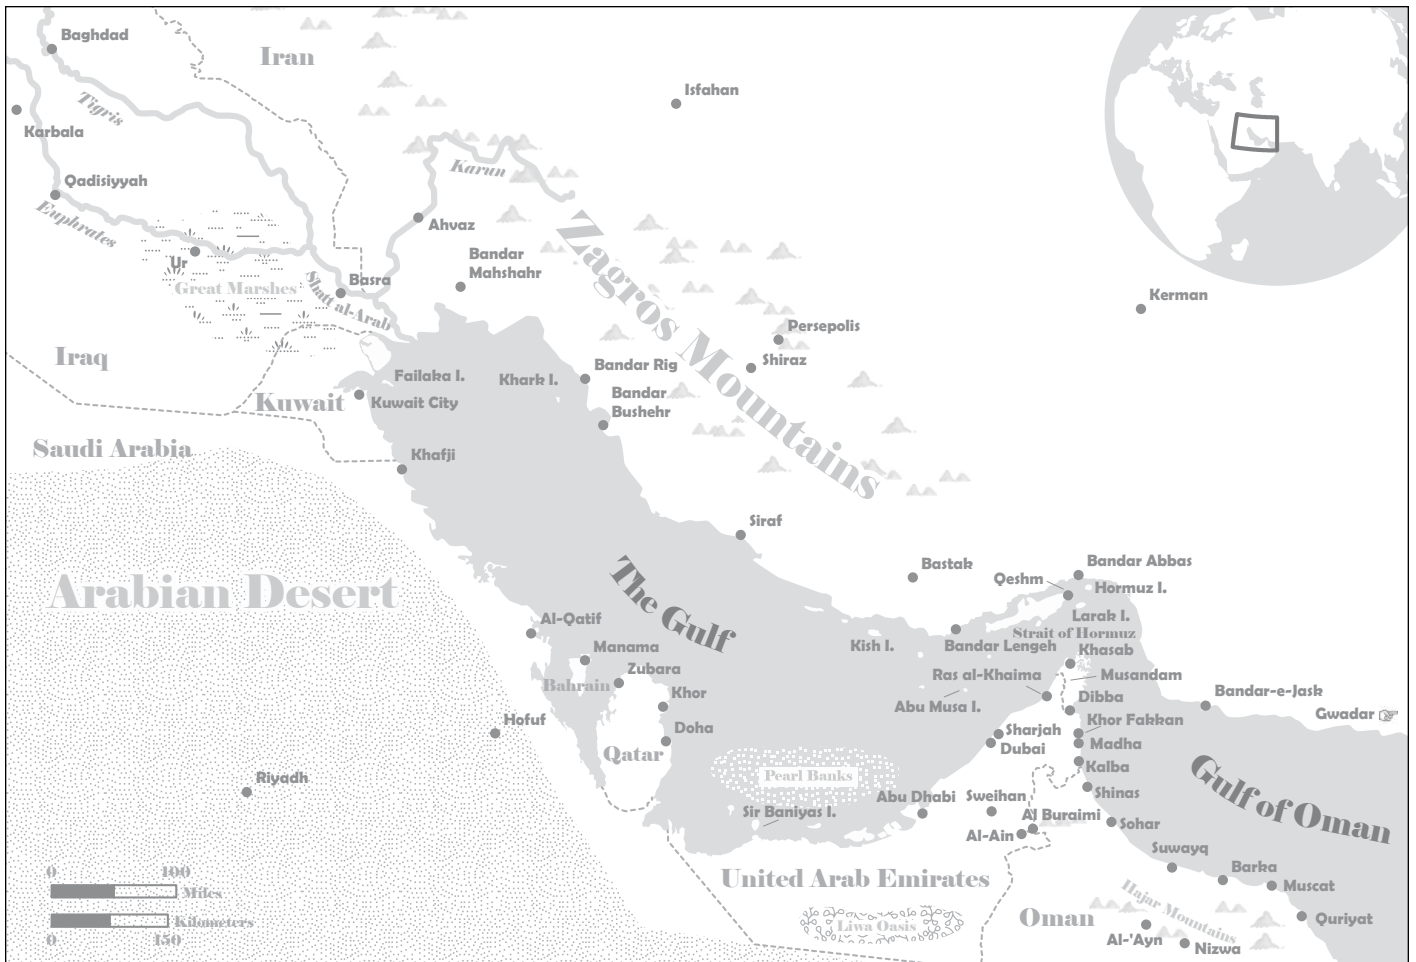 Baghdad
Iran
Isfahan
Tigris
Karbala
Karun
Qadisiyyah
Euphrates
Ahvaz
Ur
Bandar
Mahshahr
Great Marshes
Shatt al-Arab
Basra
Zagros Mountains
Kerman
Persepolis
Shiraz
Iraq
Failaka I.
Khark I.
Bandar Rig
Kuwait
Kuwait City
Bandar
Bushehr
Saudi Arabia
Khafji
Siraf
Arabian Desert
The Gulf
Bastak
Bandar Abbas
Qeshm
Hormuz I.
Larak I.
Strait of Hormuz
Al-Qatif
Manama
Kish I.
Bandar Lengeh
Khasab
Bahrain
Zubara
Ras al-Khaima
Musandam
Khor
Abu Musa I.
Dibba
Bandar-e-Jask
Gwadar
Hofuf
Doha
Khor Fakkan
Sharjah
Dubai
Madha
Qatar
Kalba
Riyadh
Pearl Banks
Gulf of Oman
Abu Dhabi
Sweihan
Shinas
Sir Baniyas I.
Al Buraimi
Sohar
Al-Ain
Suwayq
0 100
Miles
Kilometers
0 150
United Arab Emirates
Barka
Muscat
Liwa Oasis
Oman
Hajar Mountains
Quriyat
Al-'Ayn
Nizwa